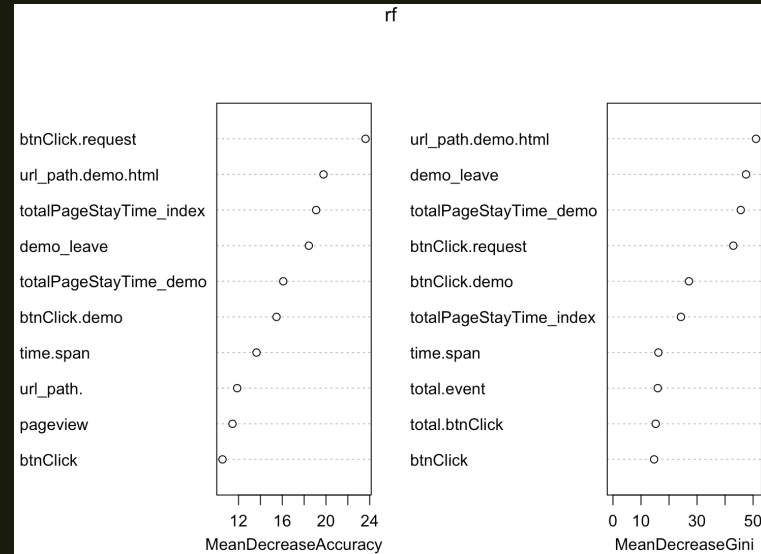 rf
btnClick.request
url_path.demo.html
totalPageStayTime_index
demo_leave
totalPageStayTime_demo
btnClick.demo
time.span
url_path.
pageview
btnClick
12 16 20 24
MeanDecreaseAccuracy
url_path.demo.html
demo_leave
totalPageStayTime_demo
btnClick.request
btnClick.demo
totalPageStayTime_index
time.span
total.event
total.btnClick
btnClick
0 10 30 50
MeanDecreaseGini